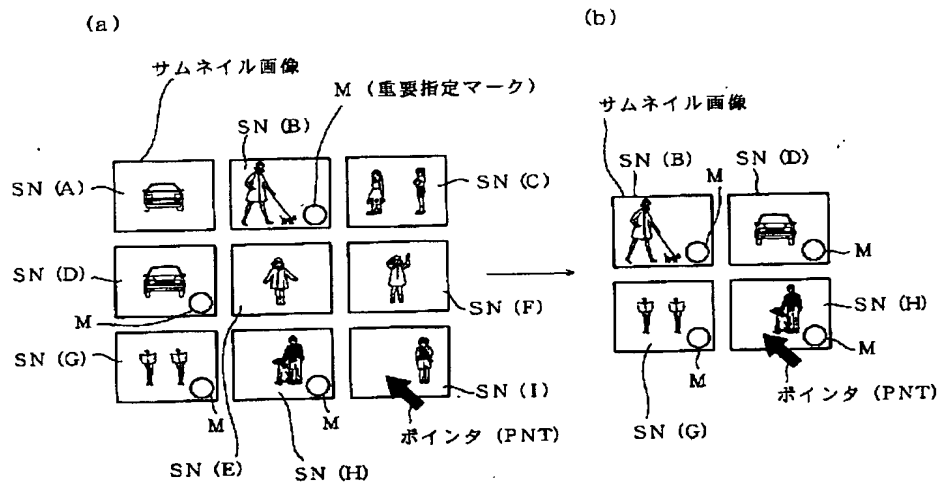 (a)
サムネイル画像
M (重要指定マーク)
SN (B)
SN (A)
SN (C)
SN (D)
M
SN (F)
SN (G)
M
M
SN (I)
ポインタ (PNT)
SN (E)
SN (H)
(b)
サムネイル画像
SN (B)
SN (D)
M
M
SN (H)
M
M
ポインタ (PNT)
SN (G)